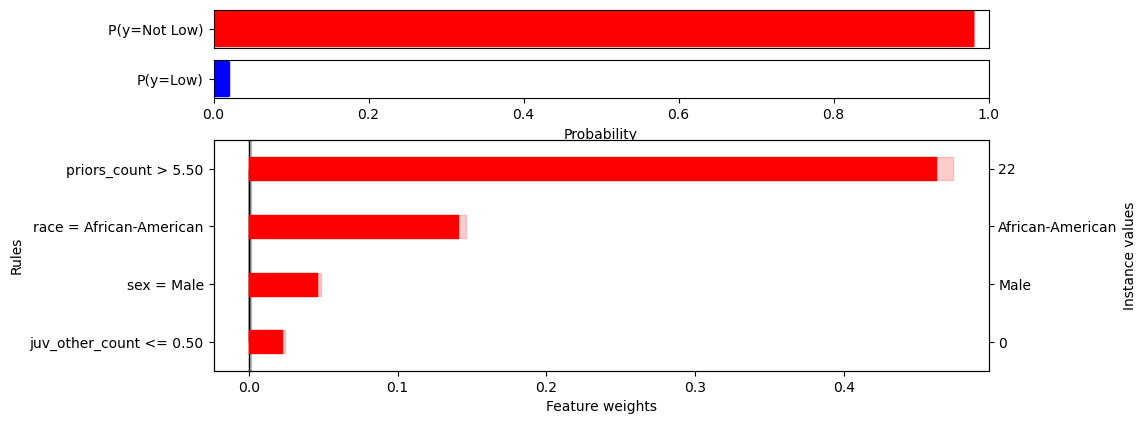 P(y=Not Low)
P(y=Low)
0.0 0.2 0.4 0.6 0.8 1.0
Probability
priors_count > 5.50 22
race = African-American African-American
sex = Male Male
juv_other_count <= 0.50 0
Rules
Instance values
0.0 0.1 0.2 0.3 0.4
Feature weights